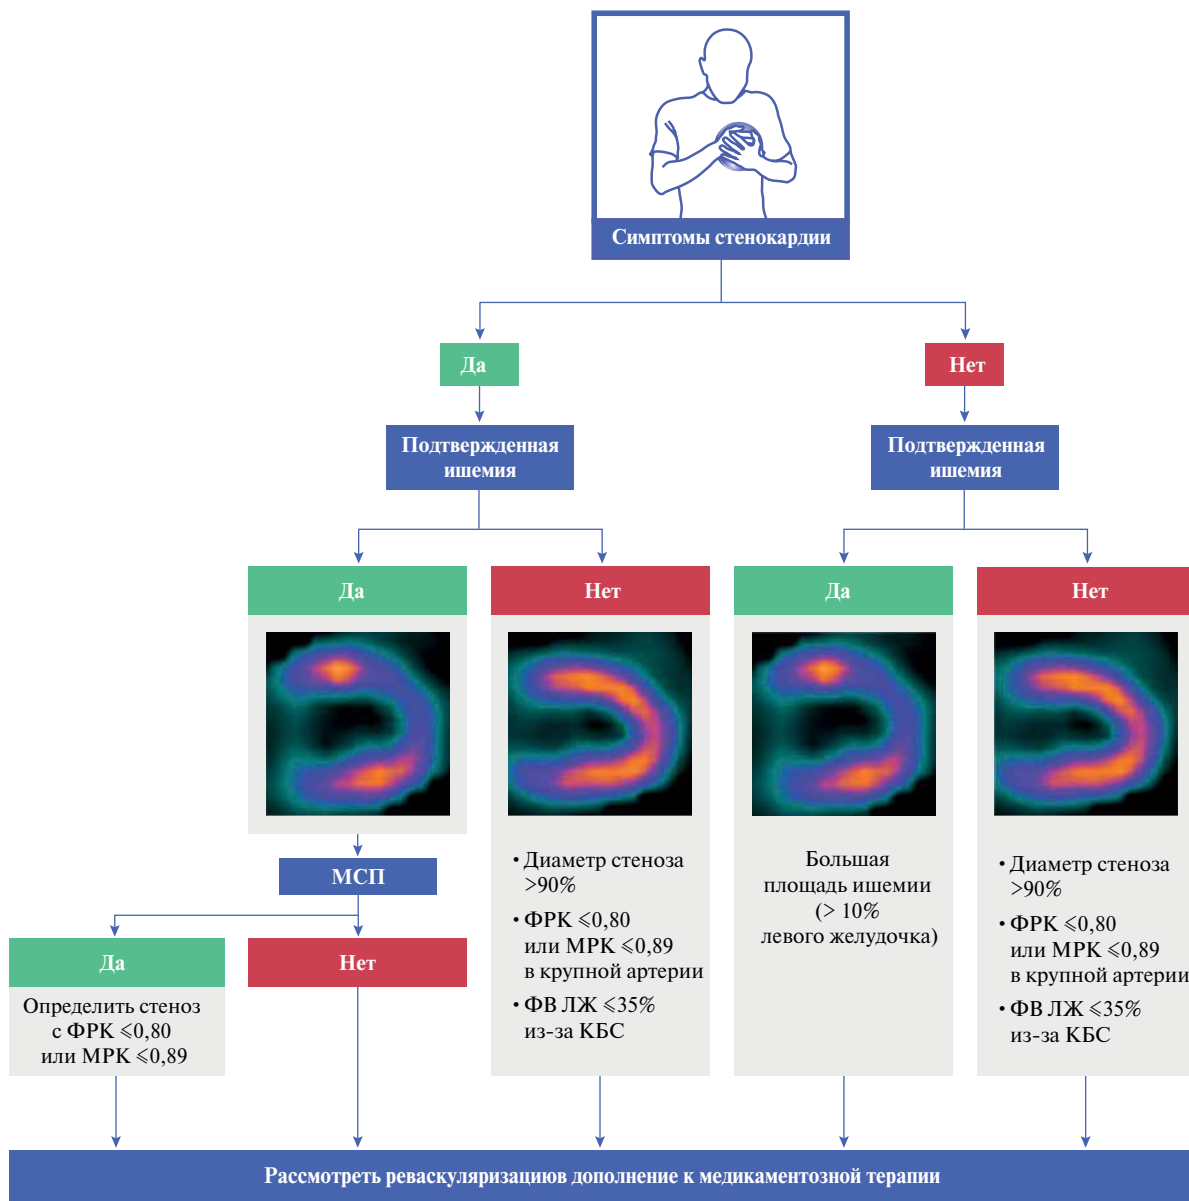 Симптомы стенокардии
Да
Нет
Подтвержденная
ишемия
Подтвержденная
ишемия
Да
Нет
Да
Нет
МСП
Да
Нет
Определить стеноз
с ФРК ⩽0,80
или МРК ⩽0,89
• Диаметр стеноза
>90%
• ФРК ⩽0,80
или МРК ⩽0,89
в крупной артерии
• ФВ ЛЖ ⩽35%
из-за КБС
Большая
площадь ишемии
(> 10%
левого желудочка)
• Диаметр стеноза
>90%
• ФРК ⩽0,80
или МРК ⩽0,89
в крупной артерии
• ФВ ЛЖ ⩽35%
из-за КБС
Рассмотреть реваскуляризациюв дополнение к медикаментозной терапии